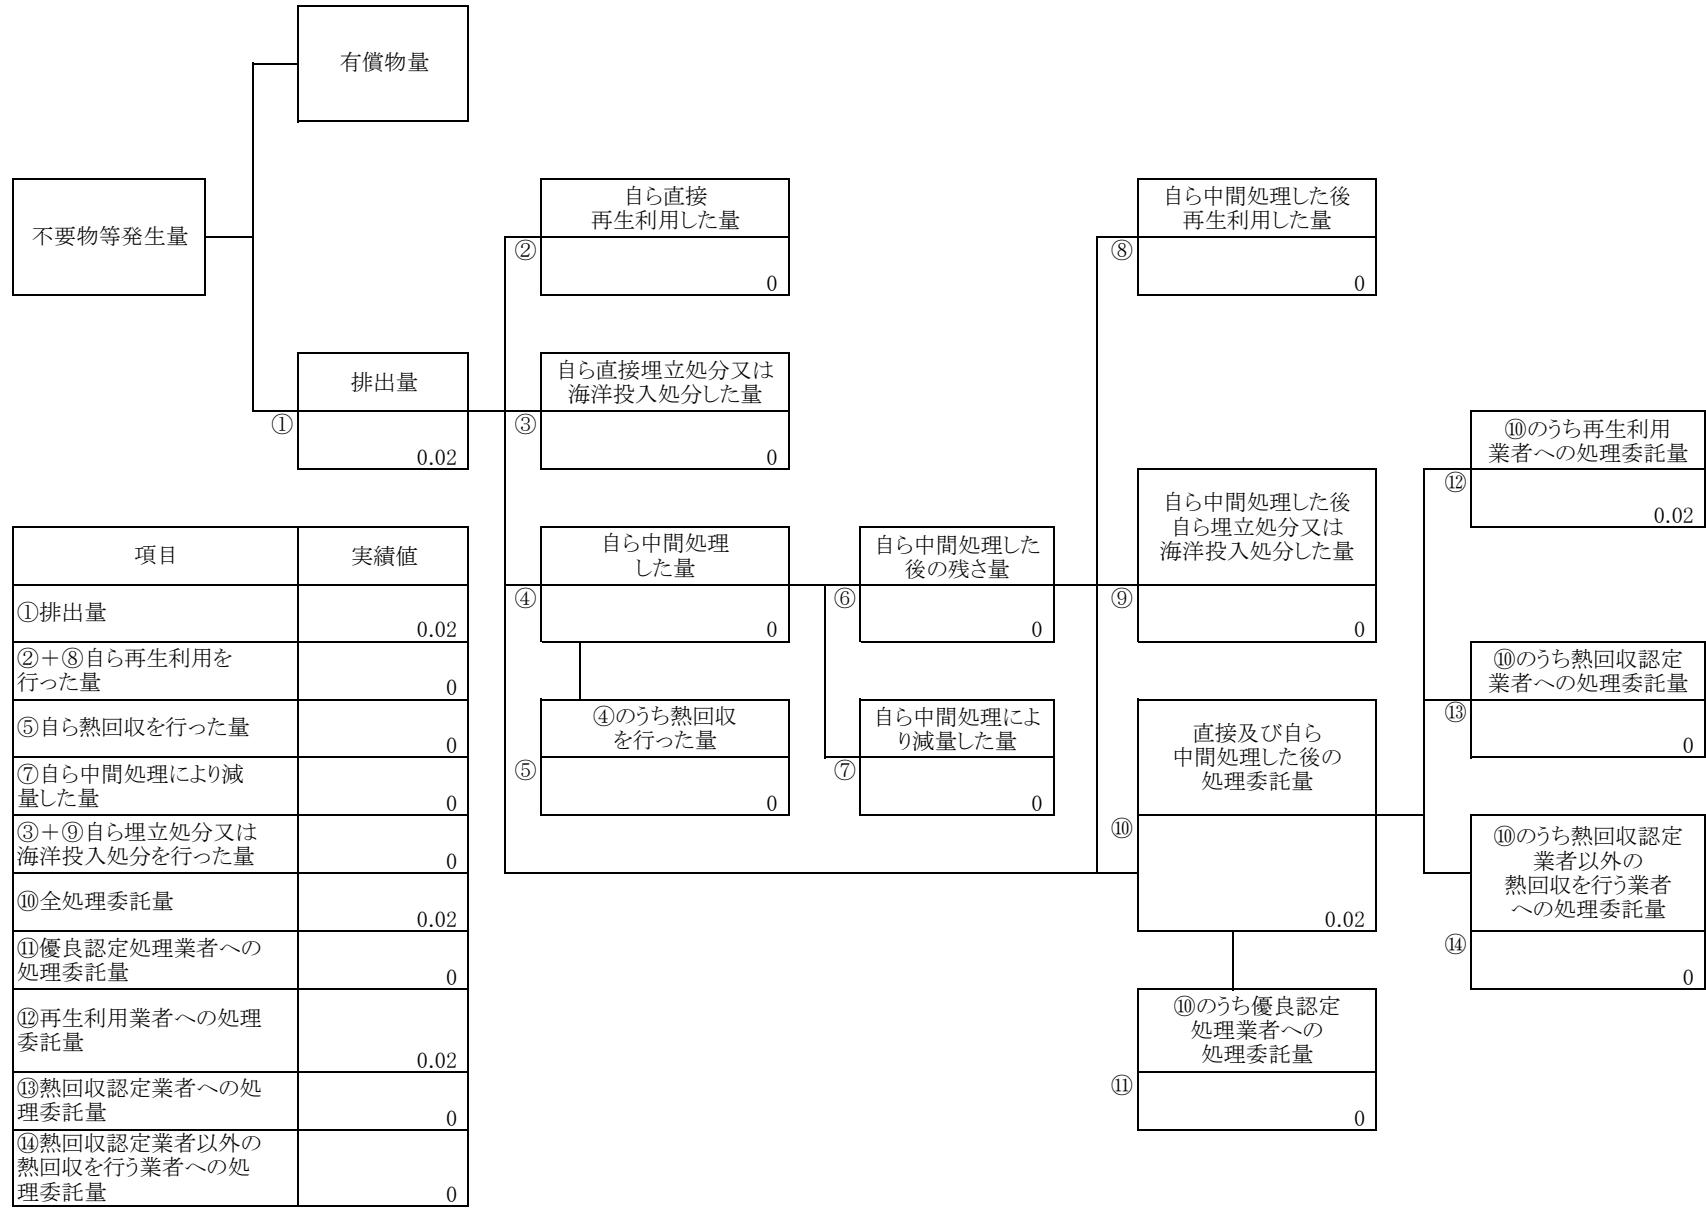 有償物量
不要物等発生量
自ら直接
再生利用した量
②
0
自ら中間処理した後
再生利用した量
⑧
0
排出量
①
0.02
自ら直接埋立処分又は
海洋投入処分した量
③
0
⑩のうち再生利用
業者への処理委託量
⑫
0.02
自ら中間処理
した量
④
0
自ら中間処理した
後の残さ量
⑥
0
自ら中間処理した後
自ら埋立処分又は
海洋投入処分した量
⑨
0
⑩のうち熱回収認定
業者への処理委託量
⑬
0
④のうち熱回収
を行った量
⑤
0
自ら中間処理によ
り減量した量
⑦
0
直接及び自ら
中間処理した後の
処理委託量
⑩
0.02
⑩のうち熱回収認定
業者以外の
熱回収を行う業者
への処理委託量
⑭
0
⑩のうち優良認定
処理業者への
処理委託量
⑪
0
項目 実績値
①排出量
0.02
②＋⑧自ら再生利用を
行った量
0
⑤自ら熱回収を行った量
0
⑦自ら中間処理により減
量した量
0
③＋⑨自ら埋立処分又は
海洋投入処分を行った量
0
⑩全処理委託量
0.02
⑪優良認定処理業者への
処理委託量
0
⑫再生利用業者への処理
委託量
0.02
⑬熱回収認定業者への処
理委託量
0
⑭熱回収認定業者以外の
熱回収を行う業者への処
理委託量
0